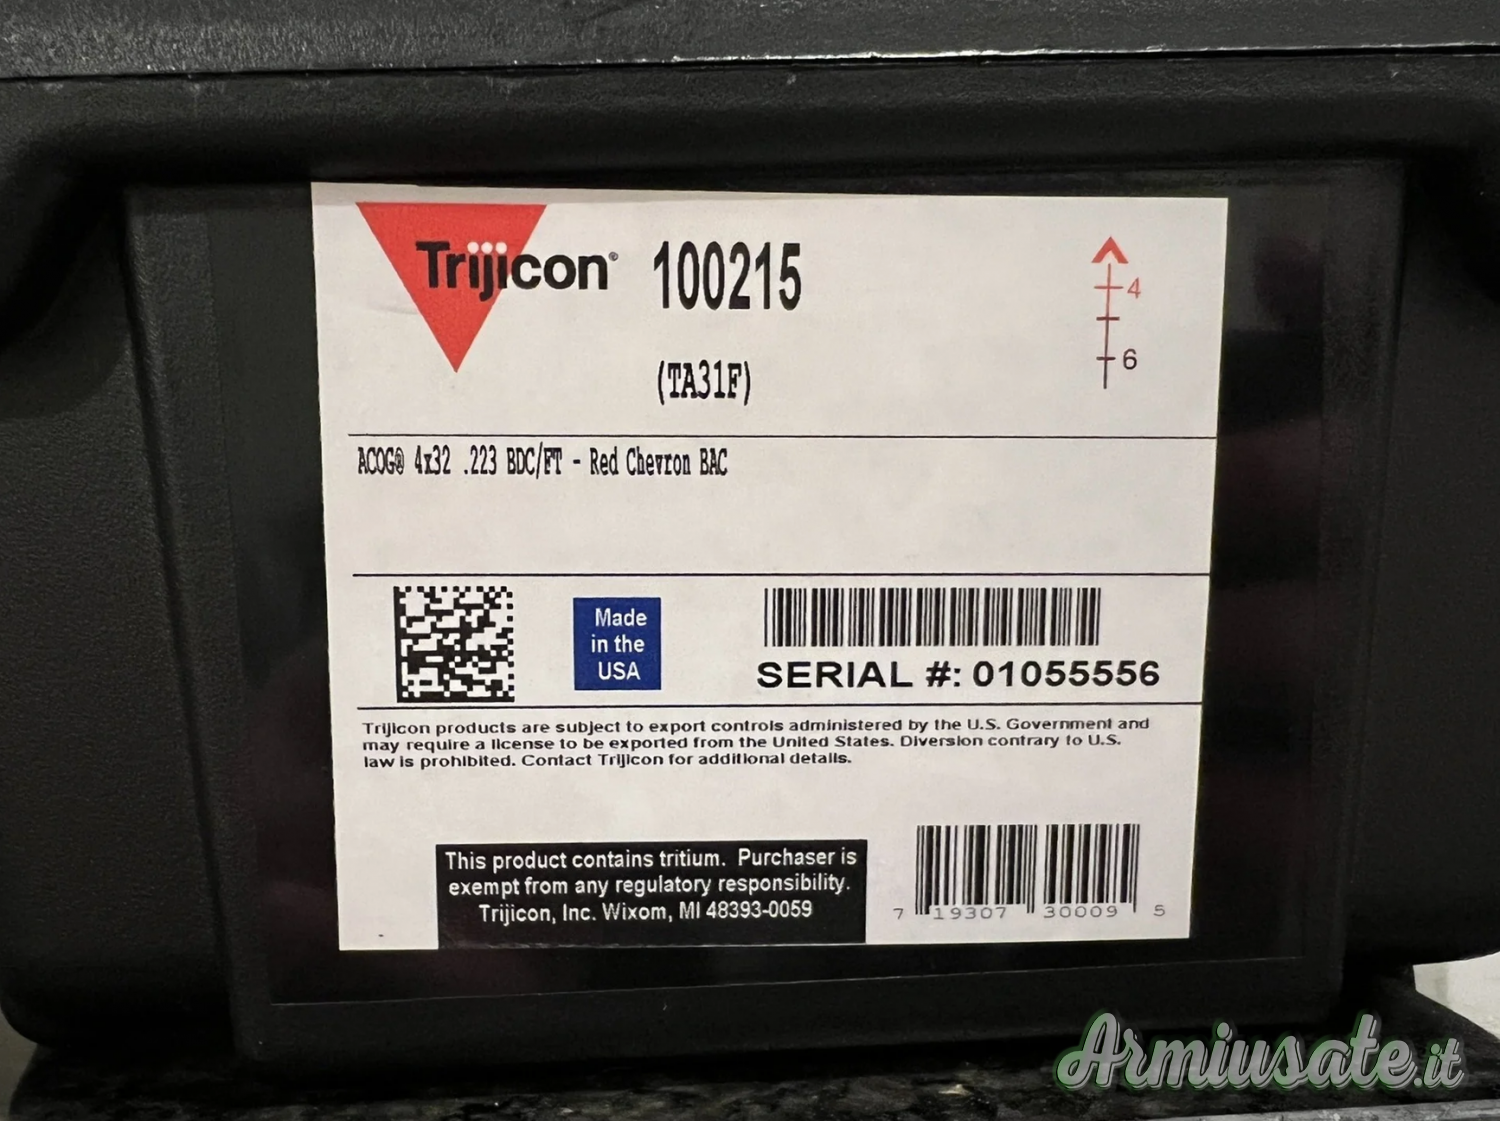 Trijicon® 100215
(TA31F)
4
6
ACOG® 4x32 .223 BDC/FT - Red Chevron BAC
Made
in the
USA
SERIAL #: 01055556
Trijicon products are subject to export controls administered by the U.S. Government and
may require a license to be exported from the United States. Diversion contrary to U.S.
law is prohibited. Contact Trijicon for additional details.
This product contains tritium. Purchaser is
exempt from any regulatory responsibility.
Trijicon, Inc. Wixom, MI 48393-0059
7 19307 30009 5
Armiusate.it